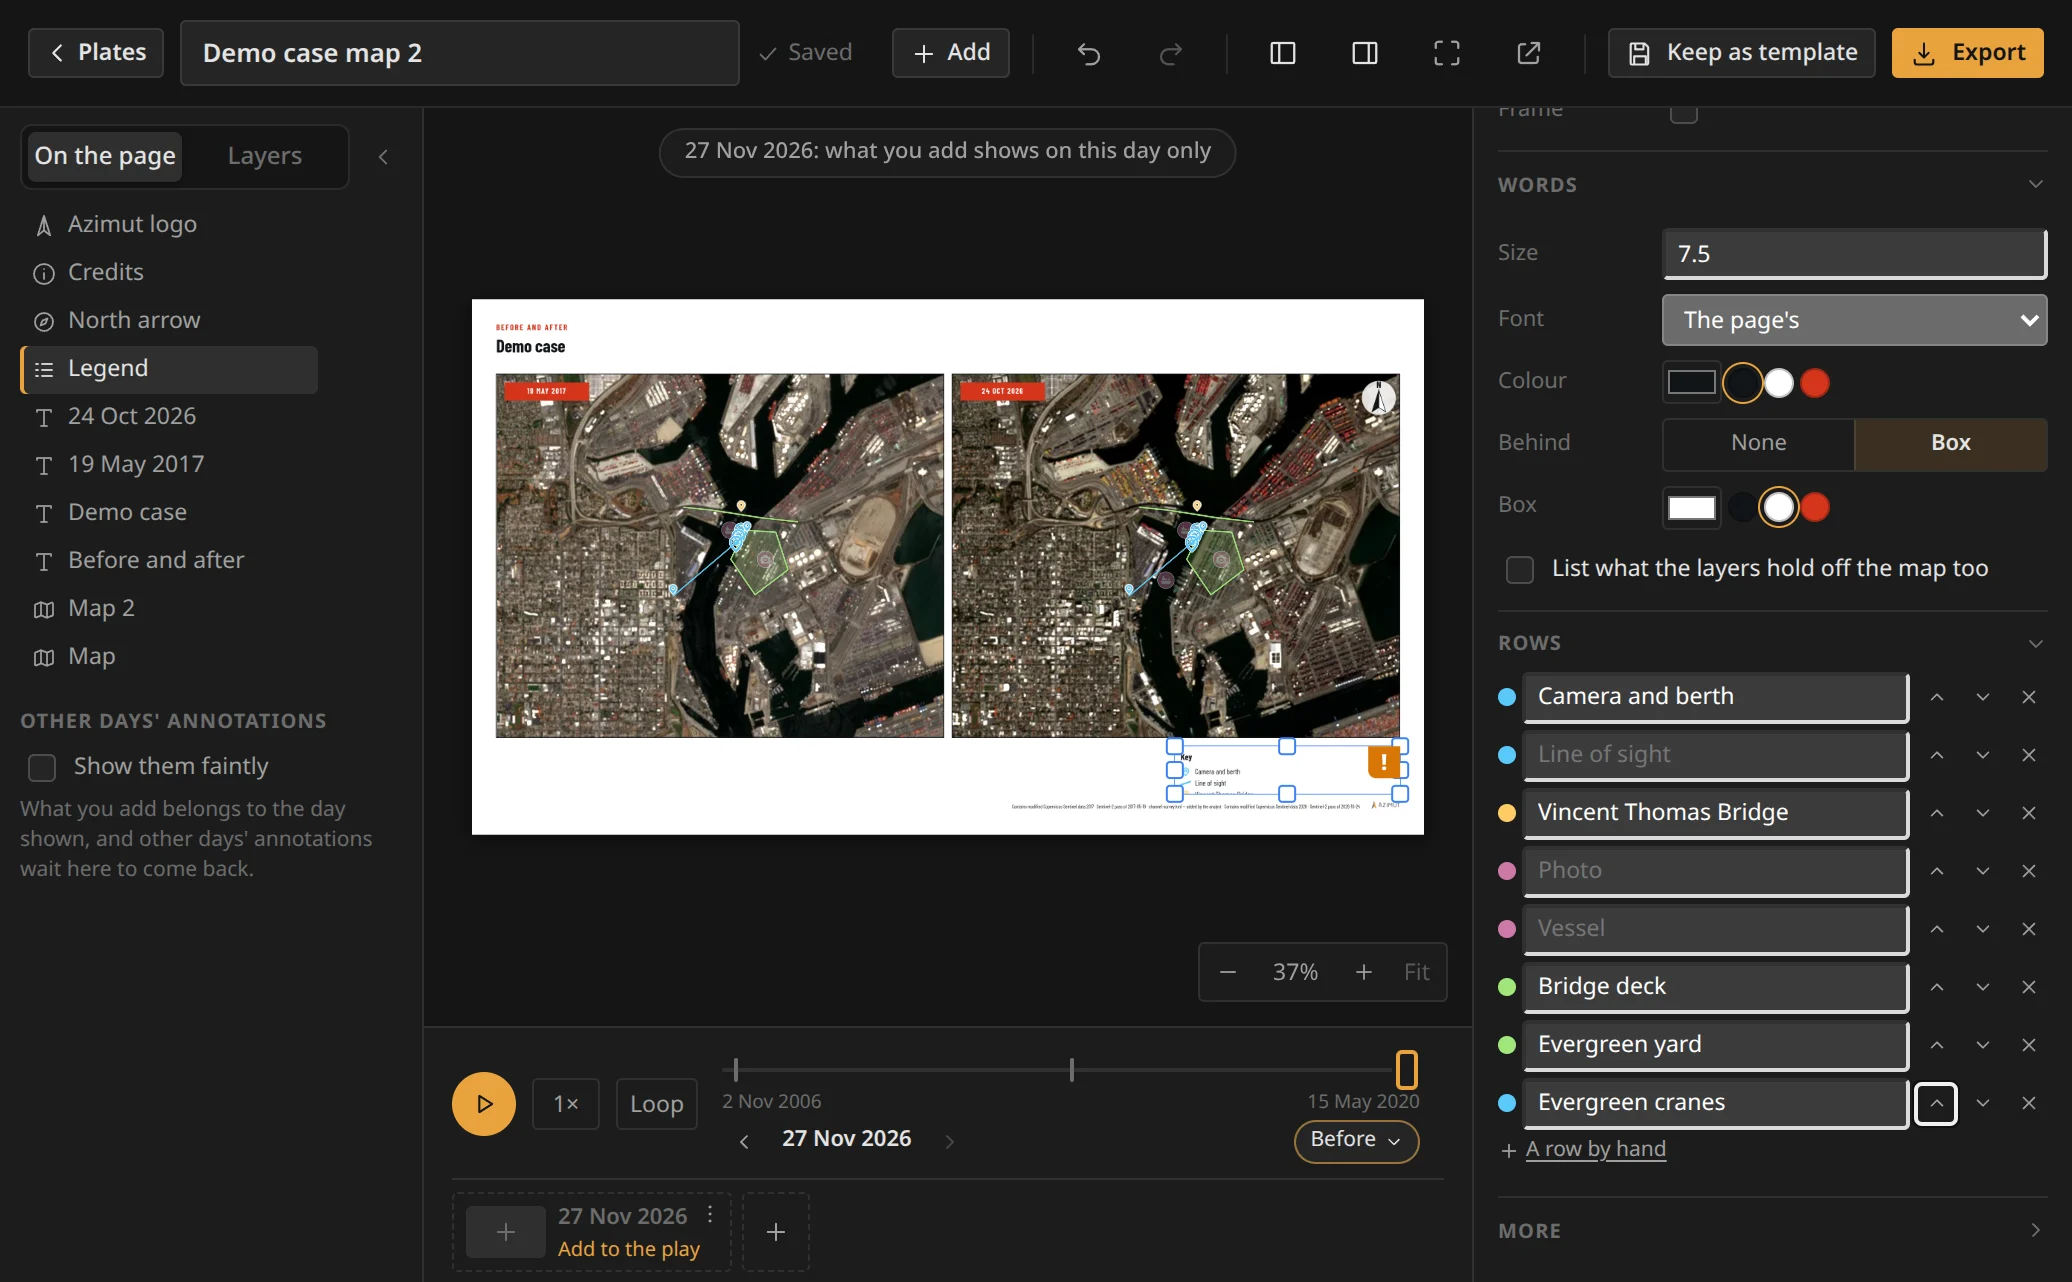 Plates
Demo case map 2
Saved
Add
Keep as template
Export
On the page
Layers
27 Nov 2026: what you add shows on this day only
Frame
Azimut logo
Credits
North arrow
Legend
24 Oct 2026
19 May 2017
Demo case
Before and after
Map 2
Map
OTHER DAYS' ANNOTATIONS
Show them faintly
What you add belongs to the day
shown, and other days' annotations
wait here to come back.
BEFORE AND AFTER
Demo case
19 MAY 2017
24 OCT 2026
N
Key
Camera and berth
Line of sight
AZIMUT
37%
Fit
1×
Loop
2 Nov 2006
15 May 2020
27 Nov 2026
Before
27 Nov 2026
Add to the play
WORDS
Size
7.5
Font
The page's
Colour
Behind
None
Box
Box
List what the layers hold off the map too
ROWS
Camera and berth
Line of sight
Vincent Thomas Bridge
Photo
Vessel
Bridge deck
Evergreen yard
Evergreen cranes
A row by hand
MORE